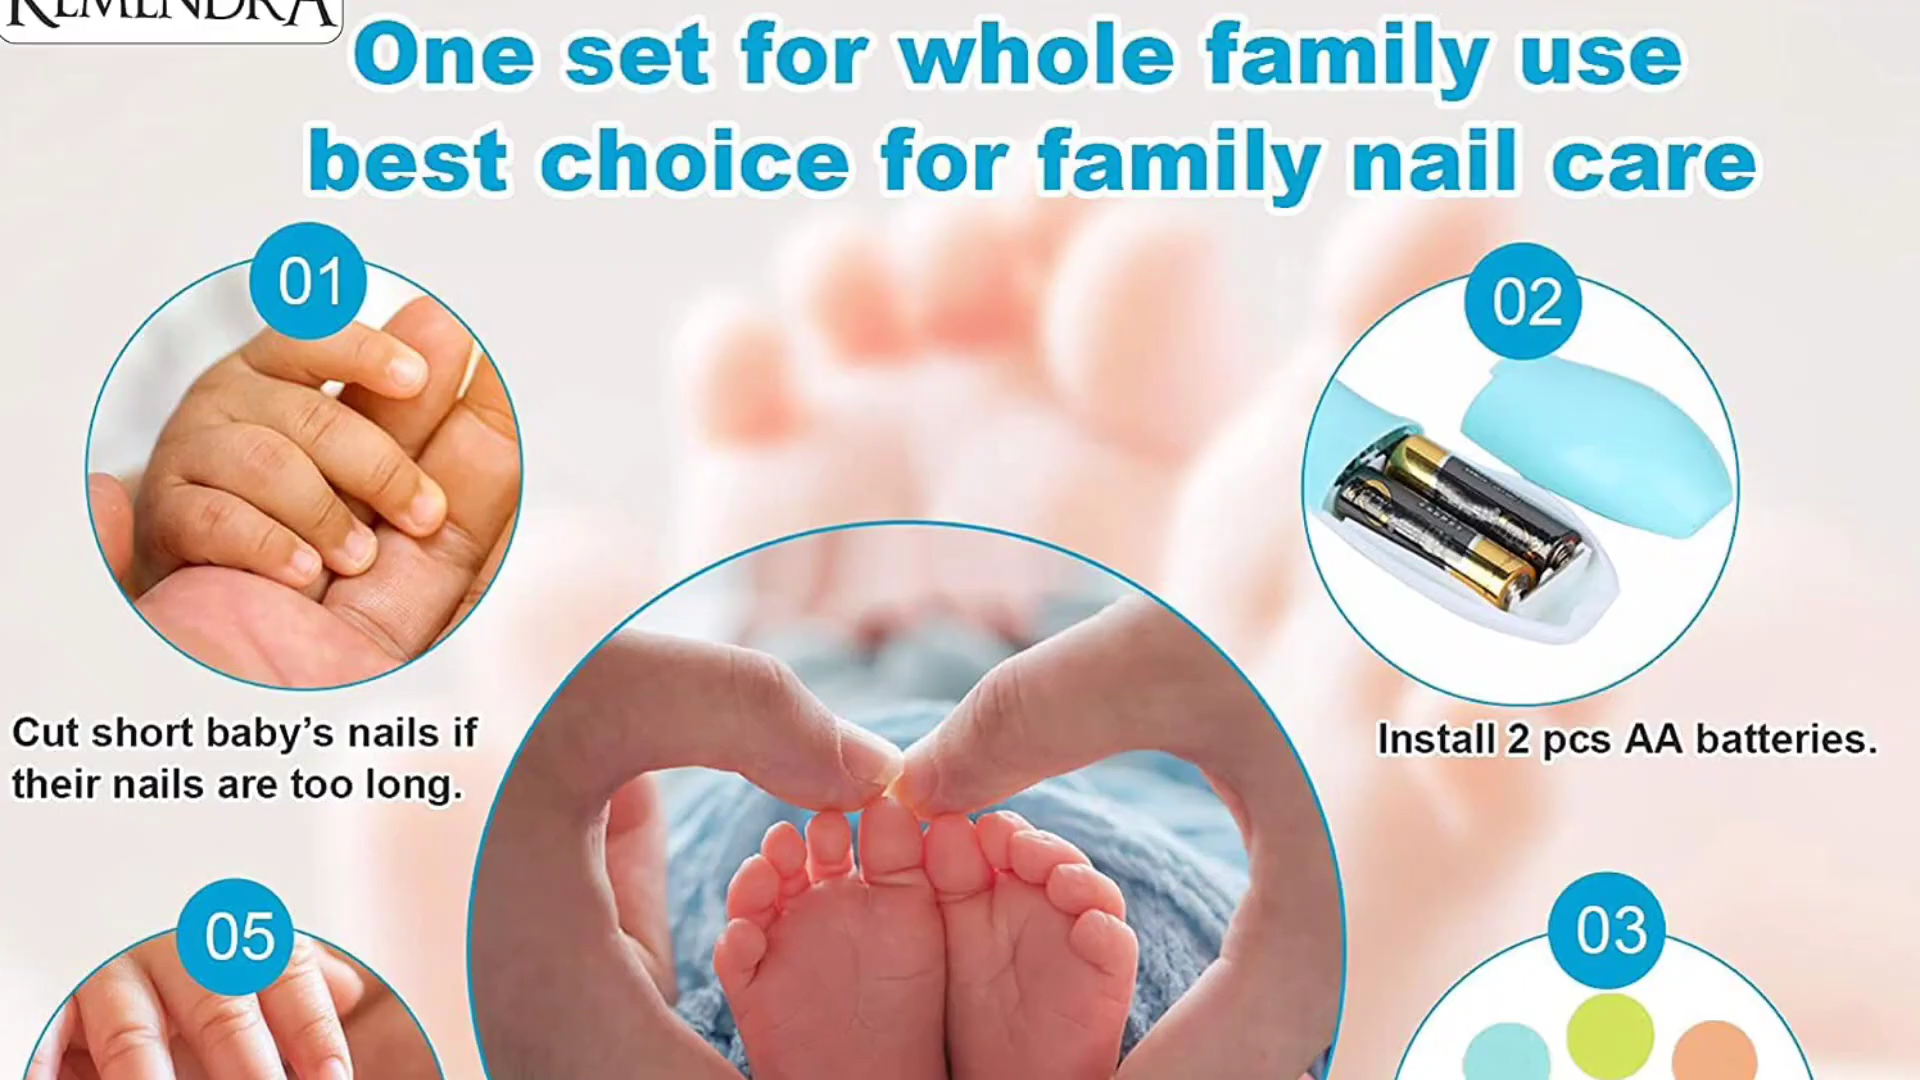 REMENDRA
One set for whole family use
best choice for family nail care
01
02
Cut short baby’s nails if
their nails are too long.
Install 2 pcs AA batteries.
05
03